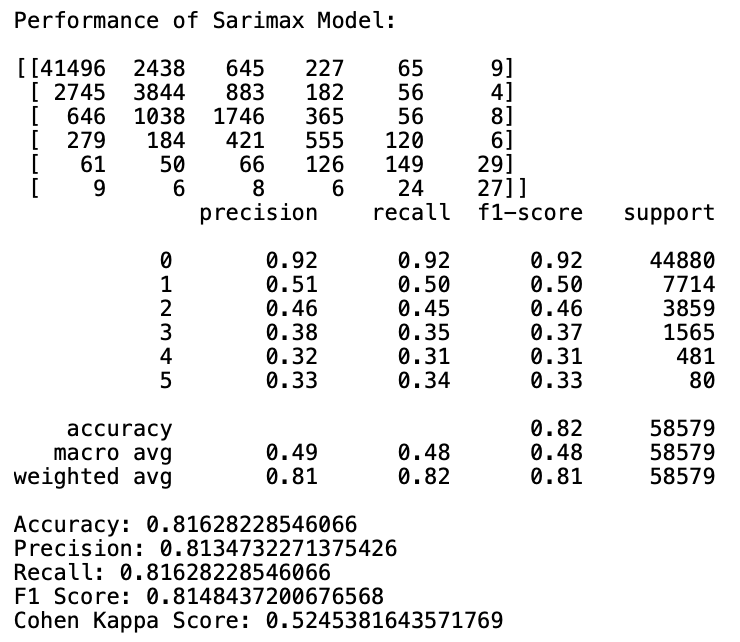 Performance of Sarimax Model:
[[41496 2438 645 227 65 9]
[ 2745 3844 883 182 56 4]
[ 646 1038 1746 365 56 8]
[ 279 184 421 555 120 6]
[ 61 50 66 126 149 29]
[ 9 6 8 6 24 27]]
precision recall f1-score support
0 0.92 0.92 0.92 44880
1 0.51 0.50 0.50 7714
2 0.46 0.45 0.46 3859
3 0.38 0.35 0.37 1565
4 0.32 0.31 0.31 481
5 0.33 0.34 0.33 80
accuracy 0.82 58579
macro avg 0.49 0.48 0.48 58579
weighted avg 0.81 0.82 0.81 58579
Accuracy: 0.81628228546066
Precision: 0.8134732271375426
Recall: 0.81628228546066
F1 Score: 0.8148437200676568
Cohen Kappa Score: 0.5245381643571769